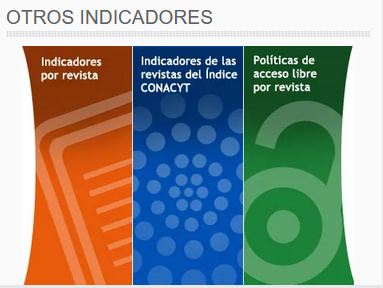 OTROS INDICADORES
Indicadores
por revista
Indicadores de las
revistas del Índice
CONACYT
Políticas de
acceso libre
por revista